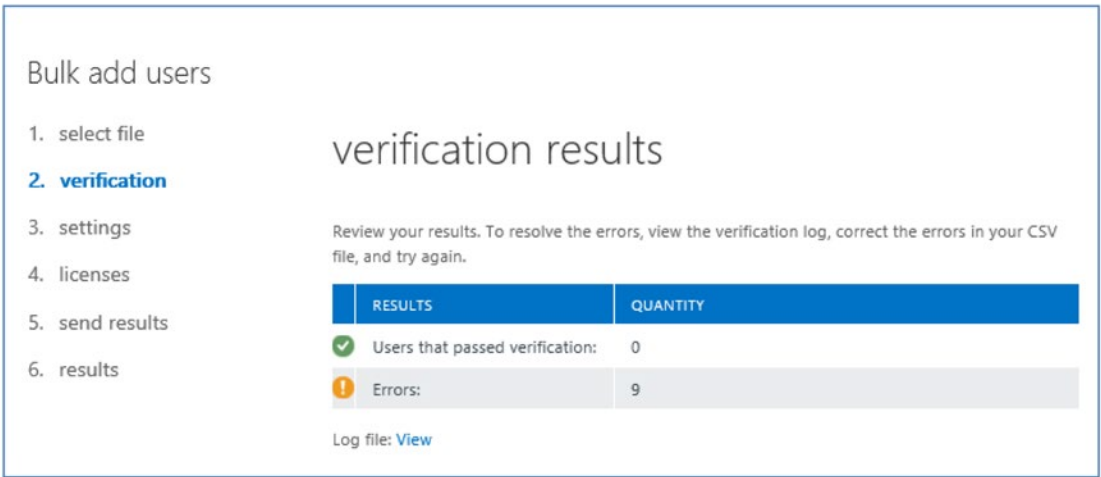 Bulk add users
1. select file
2. verification
3. settings
4. licenses
5. send results
6. results
verification results
Review your results. To resolve the errors, view the verification log, correct the errors in your CSV
file, and try again.
RESULTS QUANTITY
Users that passed verification: 0
Errors: 9
Log file: View